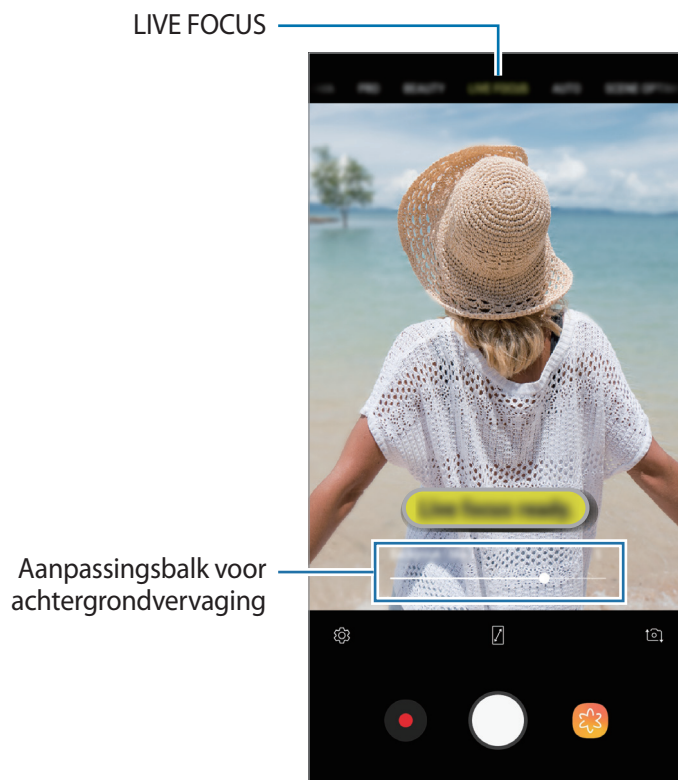 LIVE FOCUS
PRO BEAUTY LIVE FOCUS AUTO
Live focus ready
Aanpassingsbalk voor
achtergrondvervaging